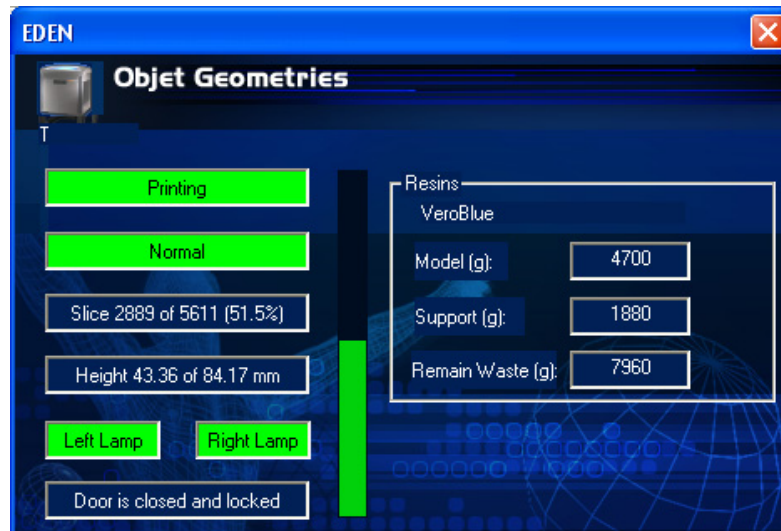 EDEN
Objet Geometries
T
Printing
Normal
Slice 2889 of 5611 (51.5%)
Height 43.36 of 84.17 mm
Left Lamp
Right Lamp
Door is closed and locked
Resins
VeroBlue
Model (g):
4700
Support (g):
1880
Remain Waste (g):
7960